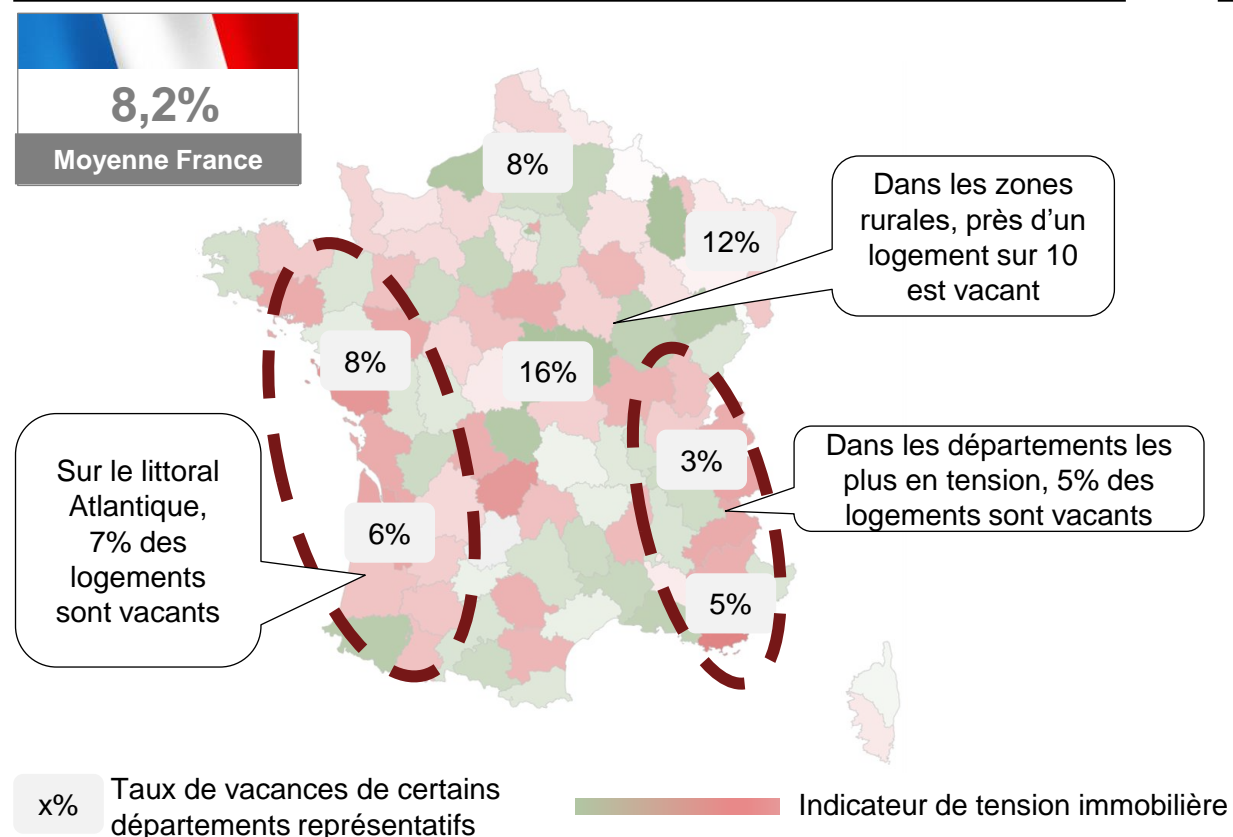 8,2%
Moyenne France
8%
12%
Dans les zones
rurales, près d’un
logement sur 10
est vacant
8%
16%
Sur le littoral
Atlantique,
7% des
logements
sont vacants
3%
Dans les départements les
plus en tension, 5% des
logements sont vacants
6%
5%
x%
Taux de vacances de certains
départements représentatifs
Indicateur de tension immobilière